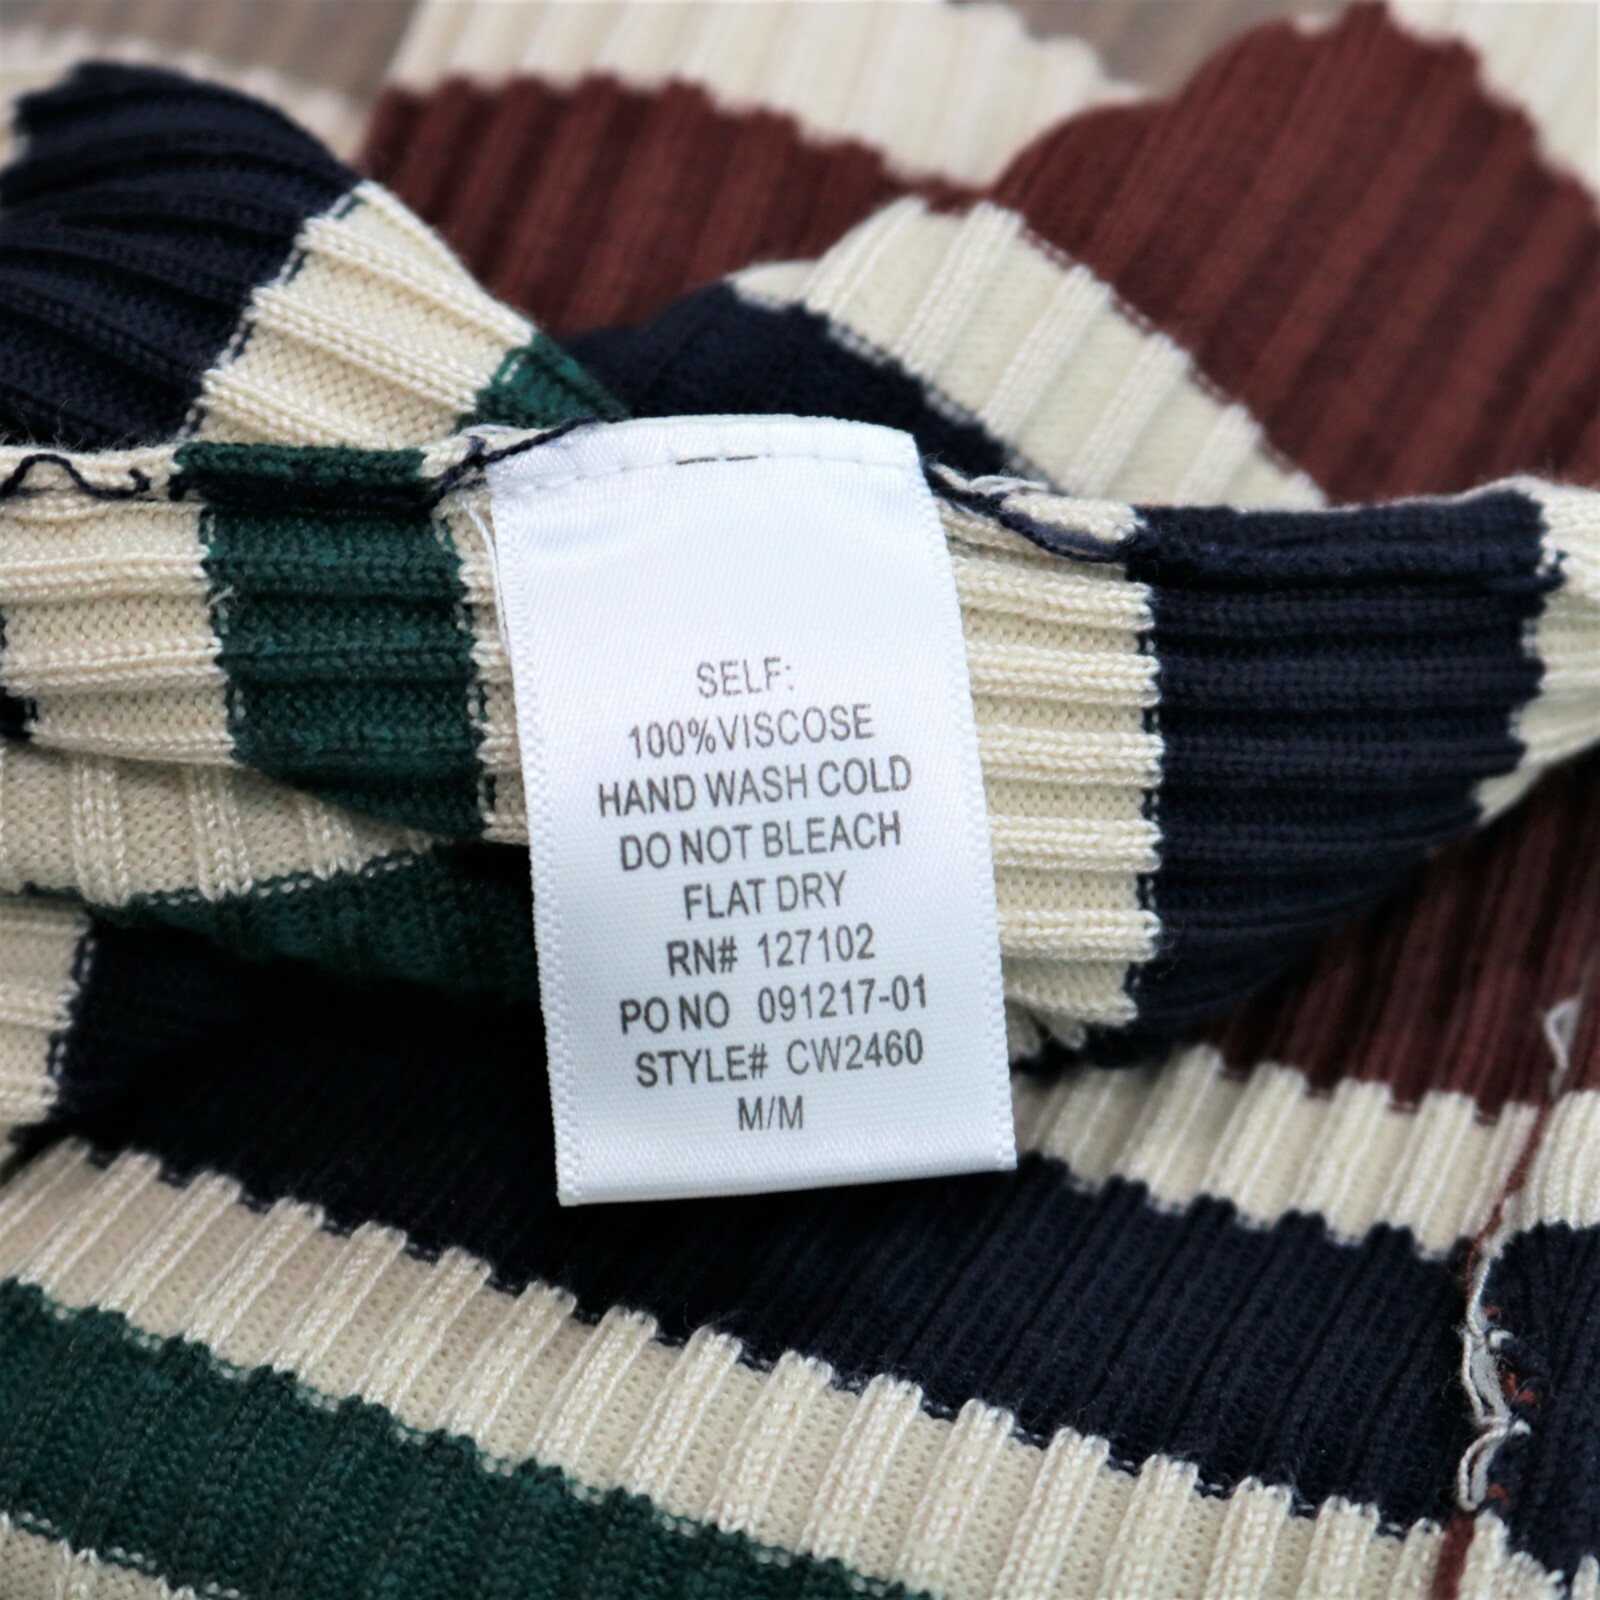 SELF:
100%VISCOSE
HAND WASH COLD
DO NOT BLEACH
FLAT DRY
RN# 127102
PO NO 091217-01
STYLE# CW2460
M/M